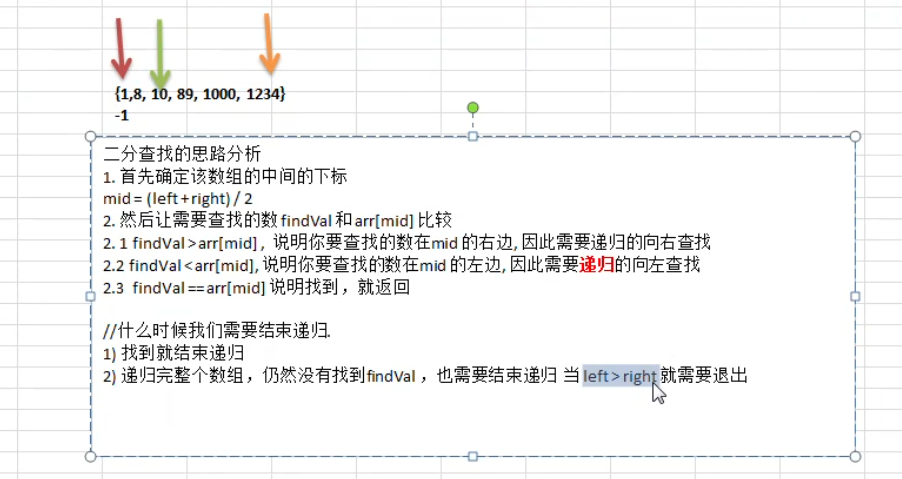 {1,8, 10, 89, 1000, 1234}
-1
二分查找的思路分析
1. 首先确定该数组的中间的下标
mid = (left + right) / 2
2. 然后让需要查找的数 findVal 和 arr[mid] 比较
2. 1 findVal > arr[mid] , 说明你要查找的数在mid 的右边, 因此需要递归的向右查找
2.2 findVal < arr[mid], 说明你要查找的数在mid 的左边, 因此需要递归的向左查找
2.3 findVal == arr[mid] 说明找到，就返回
//什么时候我们需要结束递归.
1) 找到就结束递归
2) 递归完整个数组，仍然没有找到findVal ，也需要结束递归 当 left > right 就需要退出